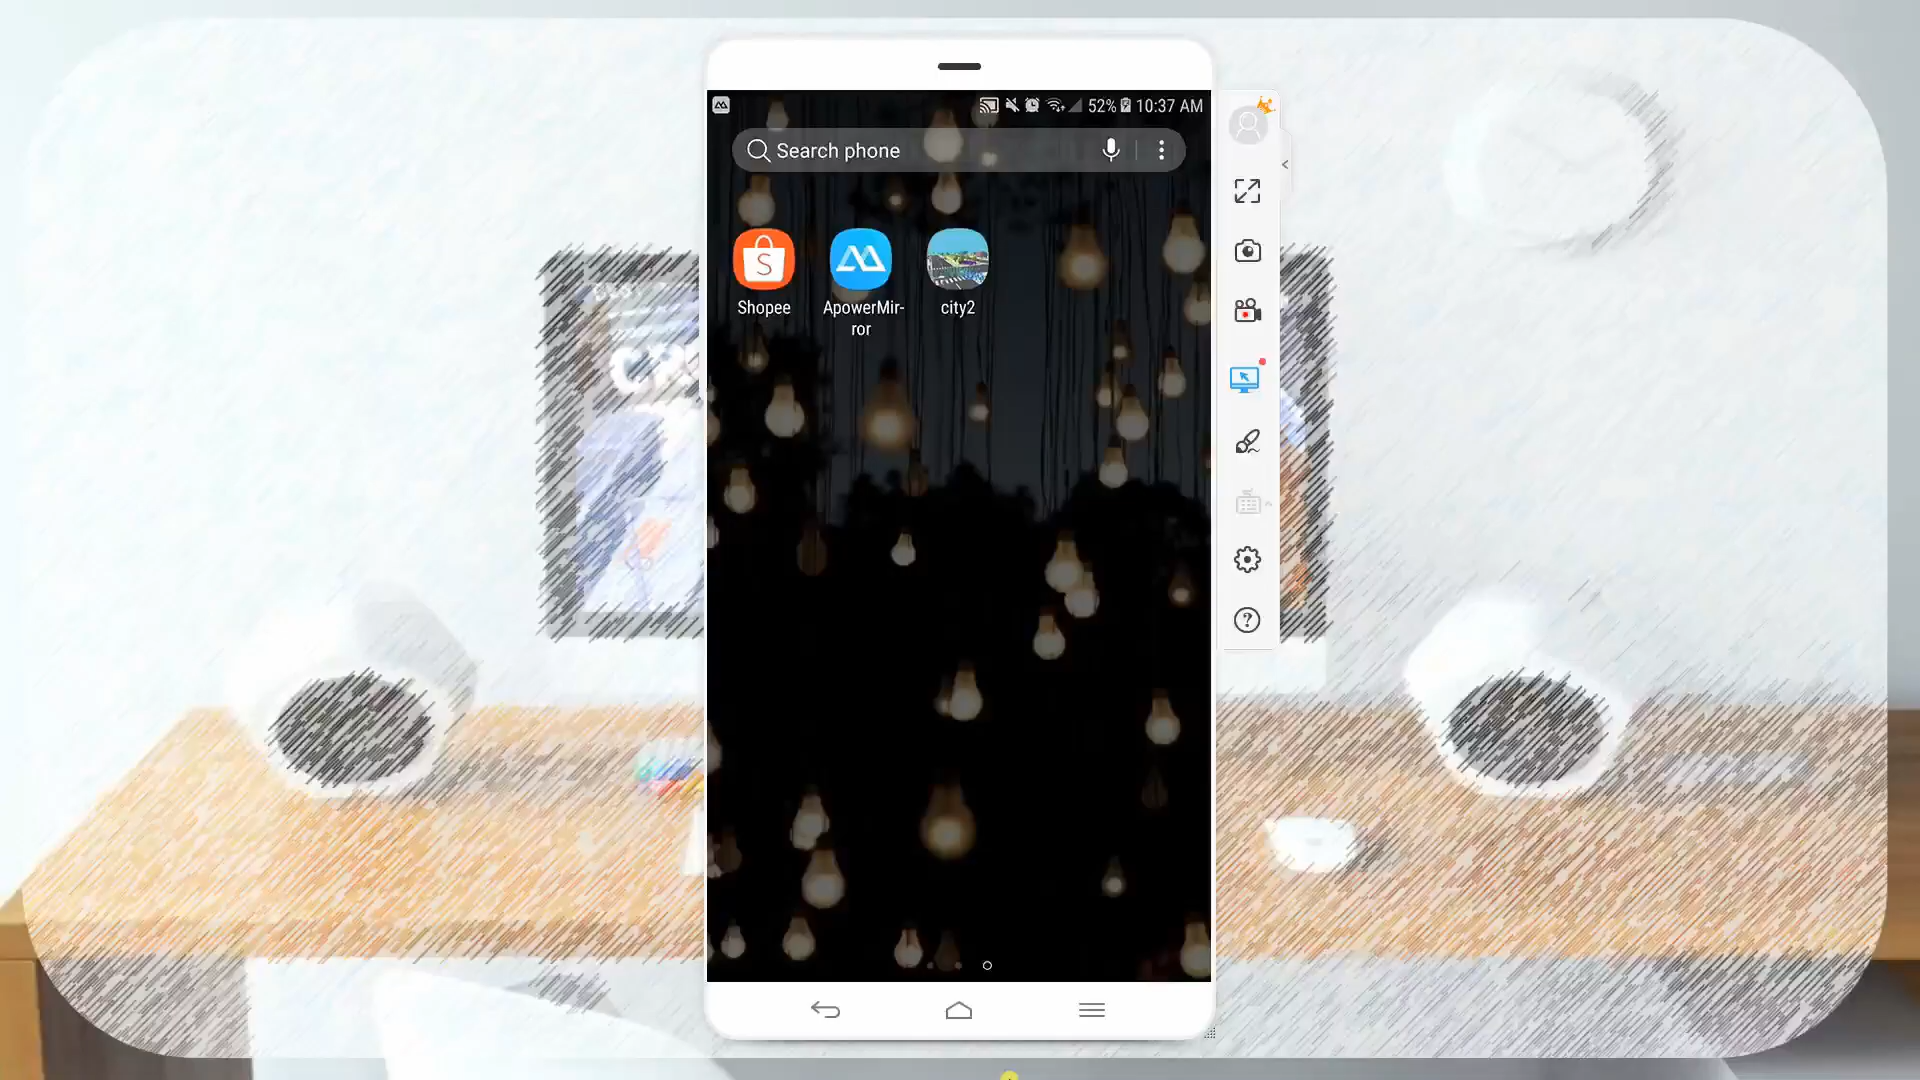 52% 10:37 AM
Search phone
Shopee
ApowerMir-
ror
city2